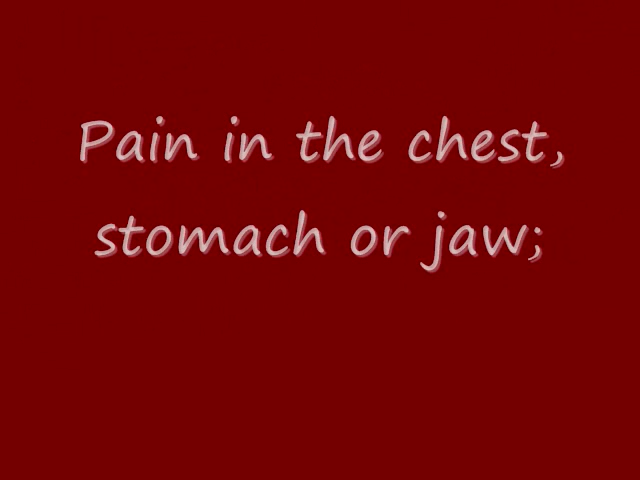 Pain in the chest,
stomach or jaw;